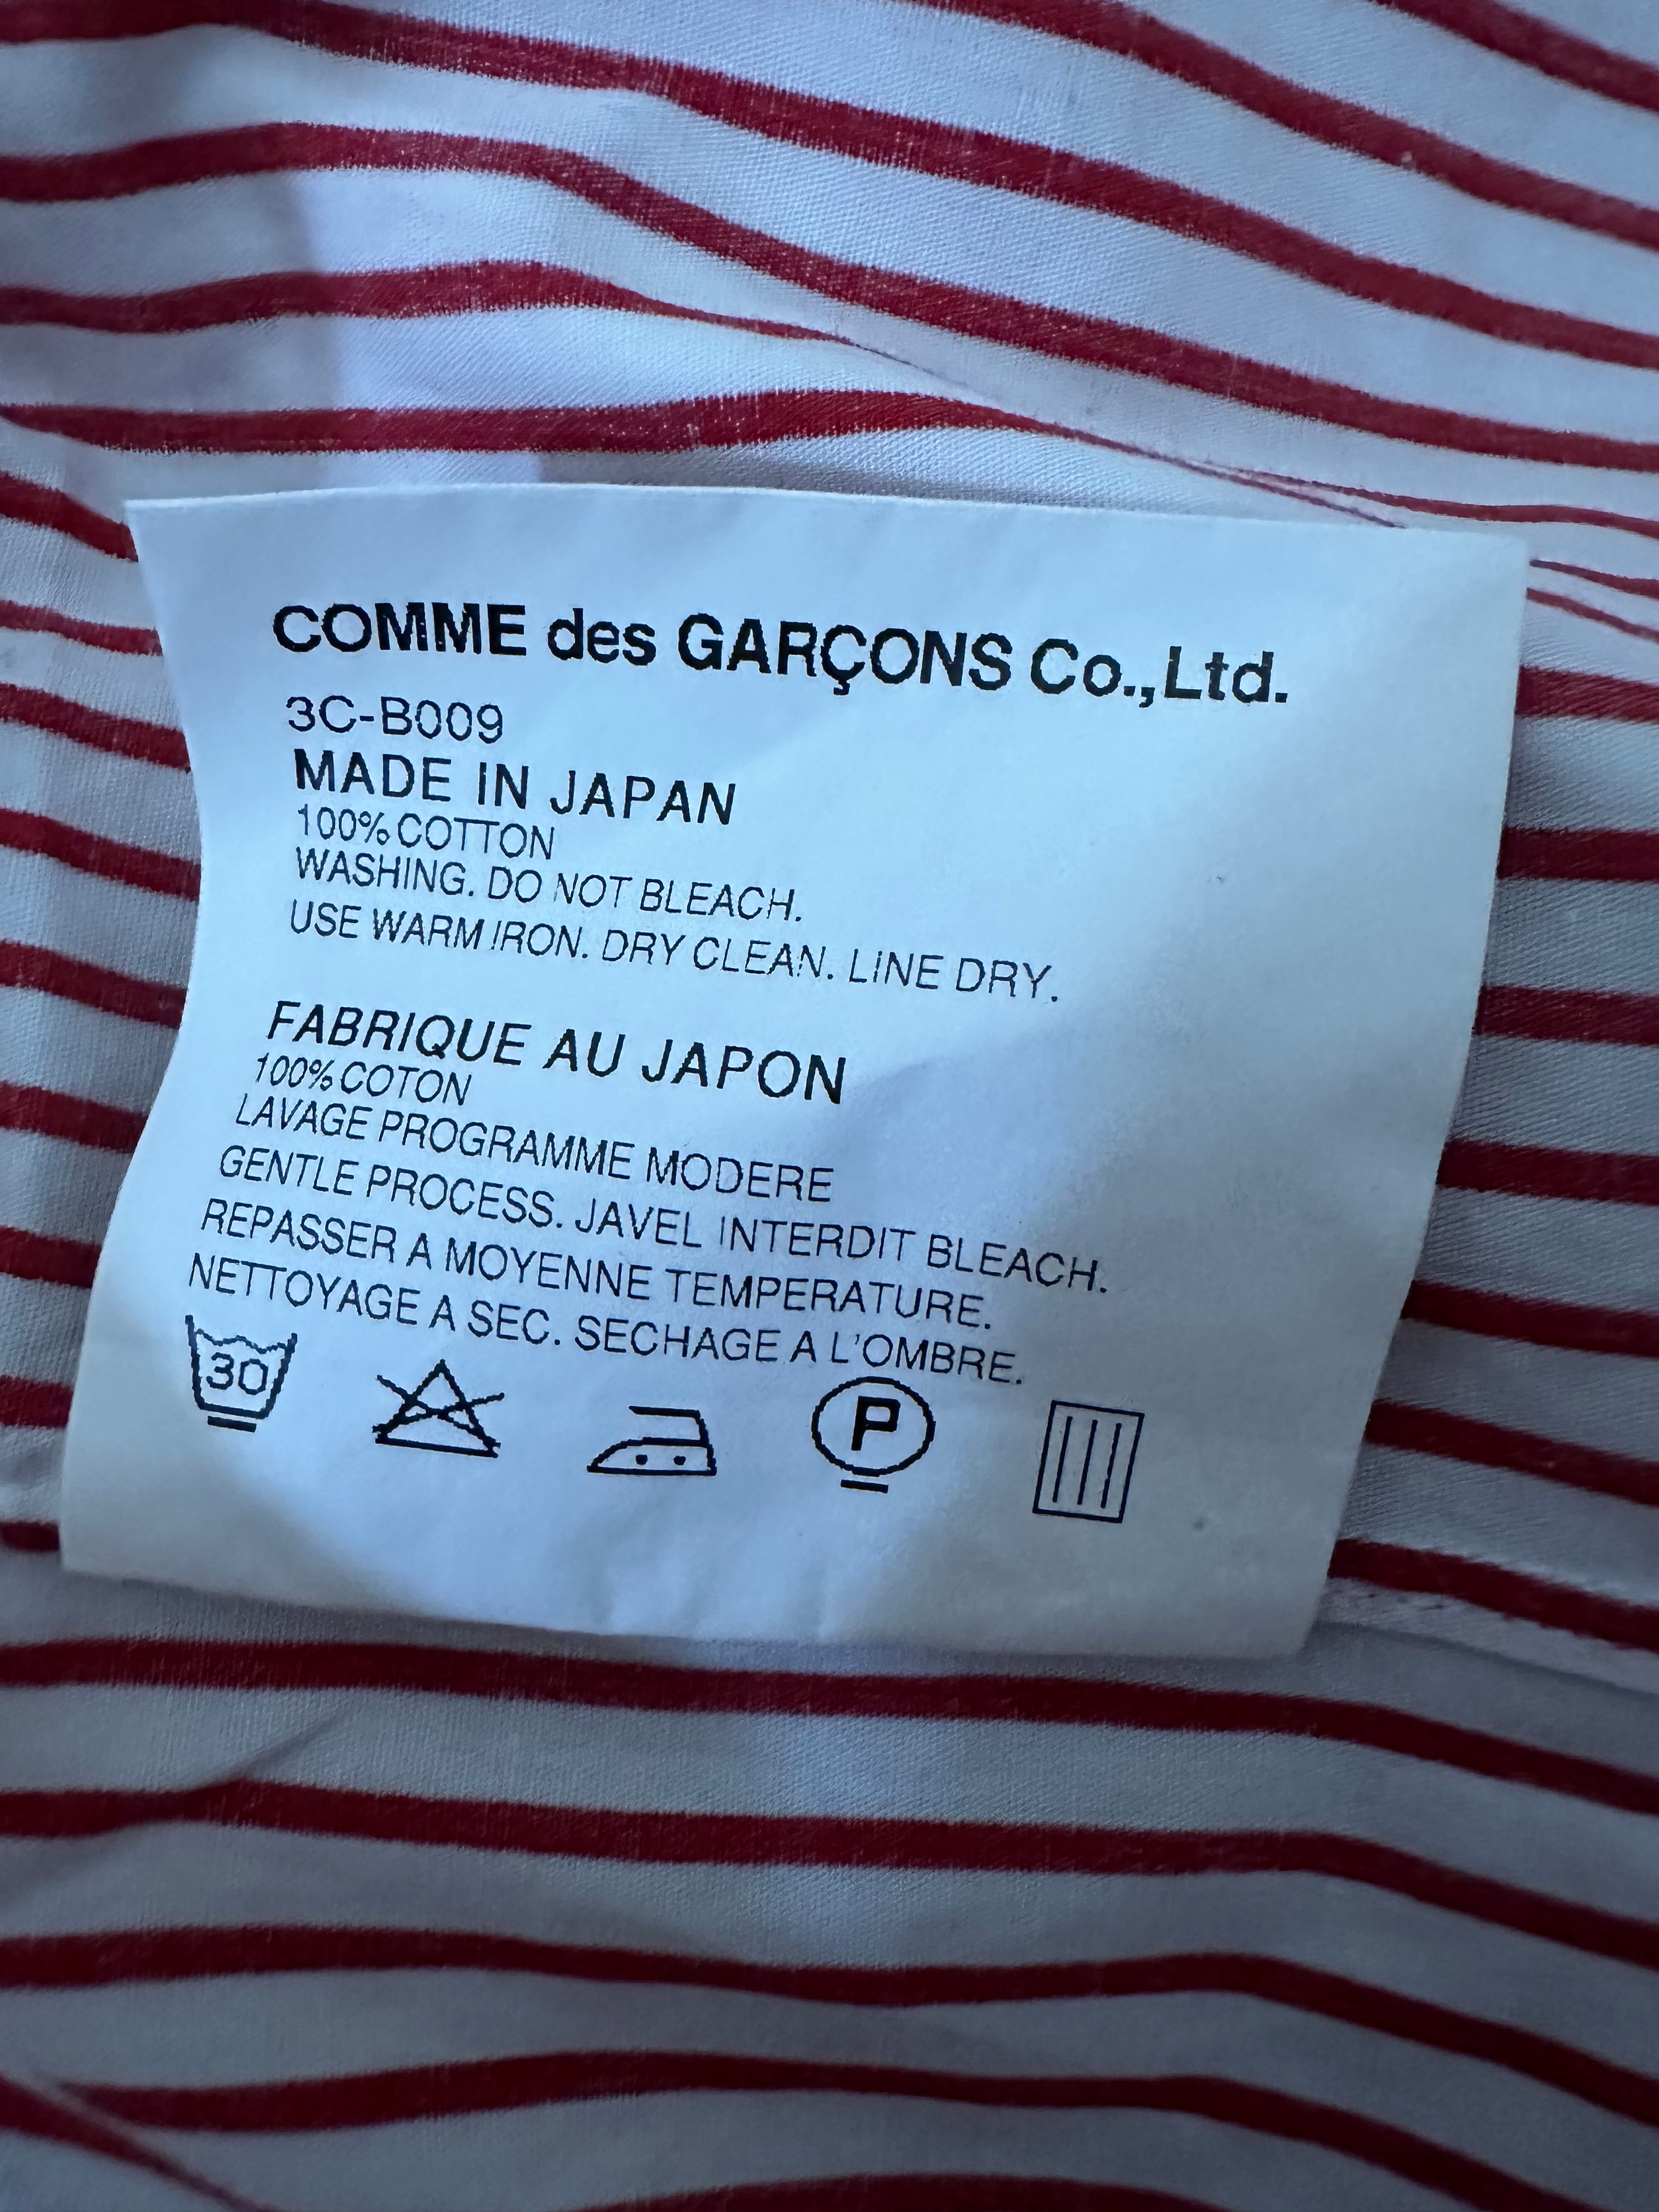 COMME des GARÇONS Co.,Ltd.
3C-B009
MADE IN JAPAN
100% COTTON
WASHING. DO NOT BLEACH.
USE WARM IRON. DRY CLEAN. LINE DRY.
FABRIQUE AU JAPON
100% COTON
LAVAGE PROGRAMME MODERE
GENTLE PROCESS. JAVEL INTERDIT BLEACH.
REPASSER A MOYENNE TEMPERATURE.
NETTOYAGE A SEC. SECHAGE A L'OMBRE.
30 P